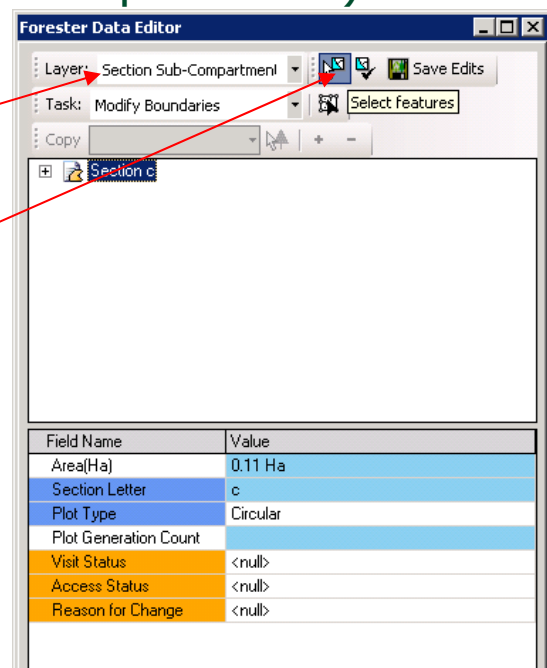 Forester Data Editor
Layer: Section Sub-Compartment Save Edits
Task: Modify Boundaries Select features
Copy + -
Section c
Field Name Value
Area(Ha) 0.11 Ha
Section Letter c
Plot Type Circular
Plot Generation Count
Visit Status <null>
Access Status <null>
Reason for Change <null>